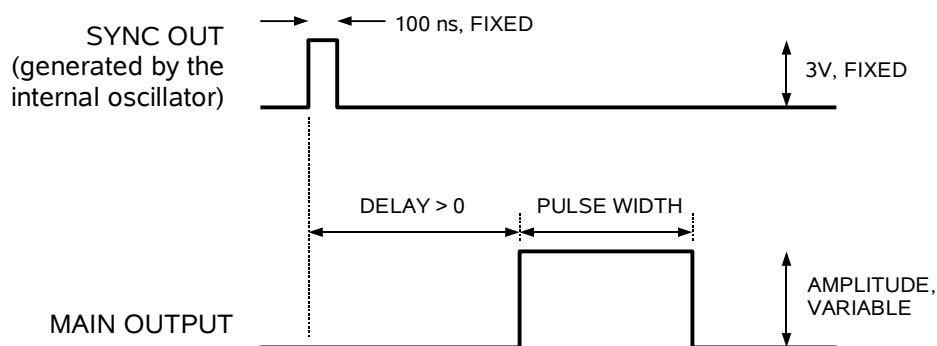 100 ns, FIXED
SYNC OUT
(generated by the
internal oscillator)
3V, FIXED
DELAY > 0
PULSE WIDTH
AMPLITUDE,
VARIABLE
MAIN OUTPUT